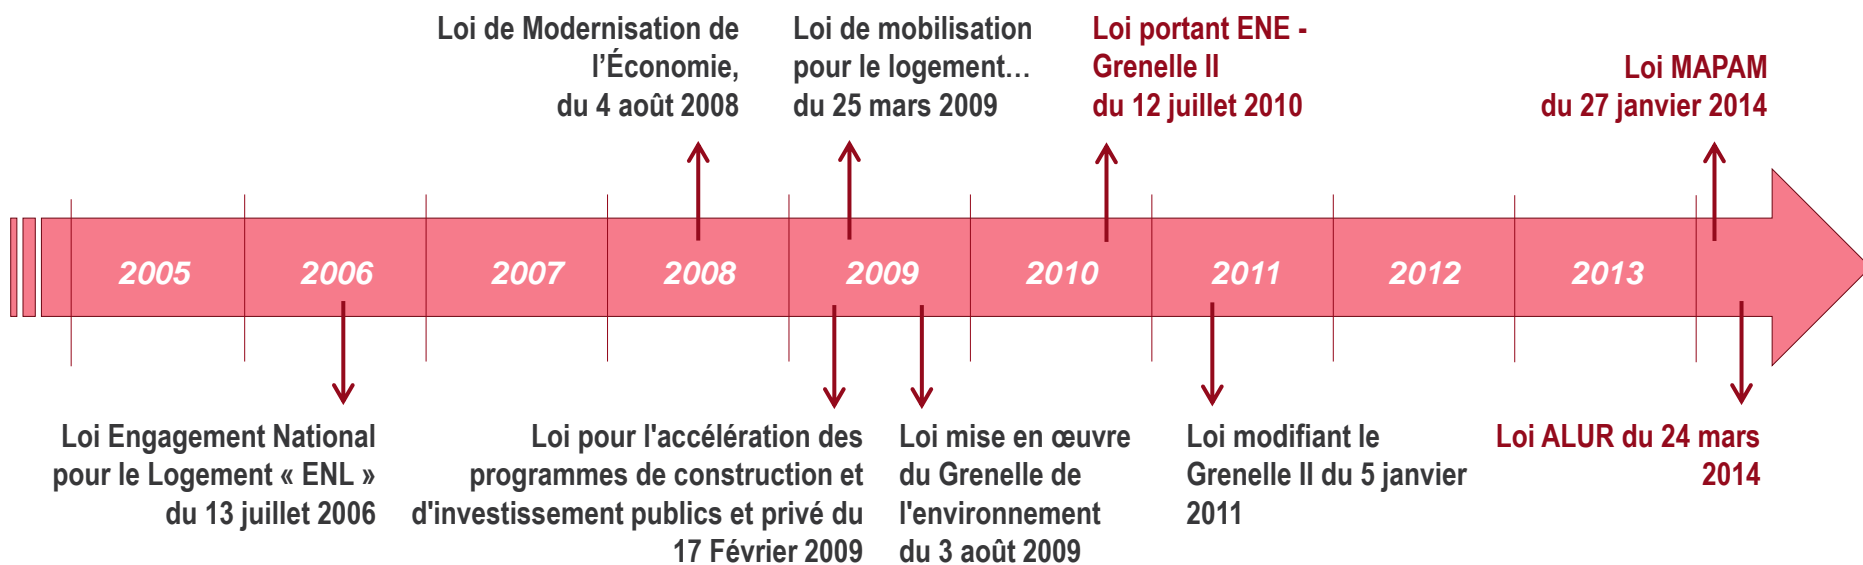 Loi de Modernisation de
l’Économie,
du 4 août 2008
Loi de mobilisation
pour le logement…
du 25 mars 2009
Loi portant ENE -
Grenelle II
du 12 juillet 2010
Loi MAPAM
du 27 janvier 2014
2005
2006
2007
2008
2009
2010
2011
2012
2013
Loi Engagement National
pour le Logement « ENL »
du 13 juillet 2006
Loi pour l'accélération des
programmes de construction et
d'investissement publics et privé du
17 Février 2009
Loi mise en œuvre
du Grenelle de
l'environnement
du 3 août 2009
Loi modifiant le
Grenelle II du 5 janvier
2011
Loi ALUR du 24 mars
2014